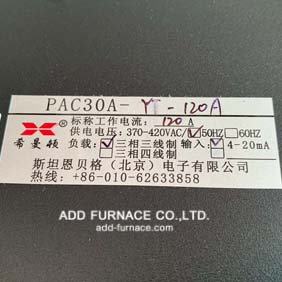 PAC30A-YT-120A
标称工作电流: 120 A
供电电压: 370-420VAC/☑50HZ□60HZ
希曼顿 负载: ☑三相三线制 输入: ☑4-20mA
□三相四线制
斯坦恩贝格（北京）电子有限公司
热线: +86-010-62633858
ADD FURNACE CO.,LTD.
add-furnace.com